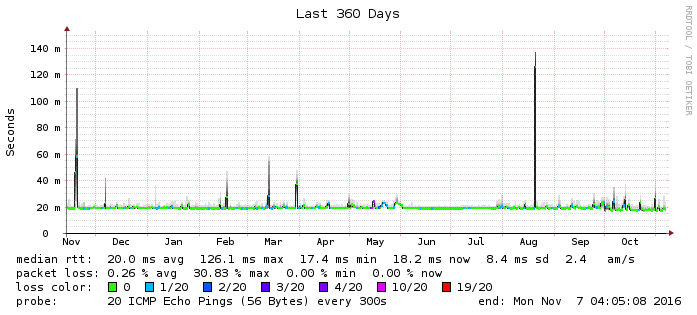 Last 360 Days
RRDTOOL / TOBI OETIKER
Seconds
140 m
120 m
100 m
80 m
60 m
40 m
20 m
0
Nov Dec Jan Feb Mar Apr May Jun Jul Aug Sep Oct
median rtt: 20.0 ms avg 126.1 ms max 17.4 ms min 18.2 ms now 8.4 ms sd 2.4 am/s
packet loss: 0.26 % avg 30.83 % max 0.00 % min 0.00 % now
loss color: 0 1/20 2/20 3/20 4/20 10/20 19/20
probe: 20 ICMP Echo Pings (56 Bytes) every 300s end: Mon Nov 7 04:05:08 2016